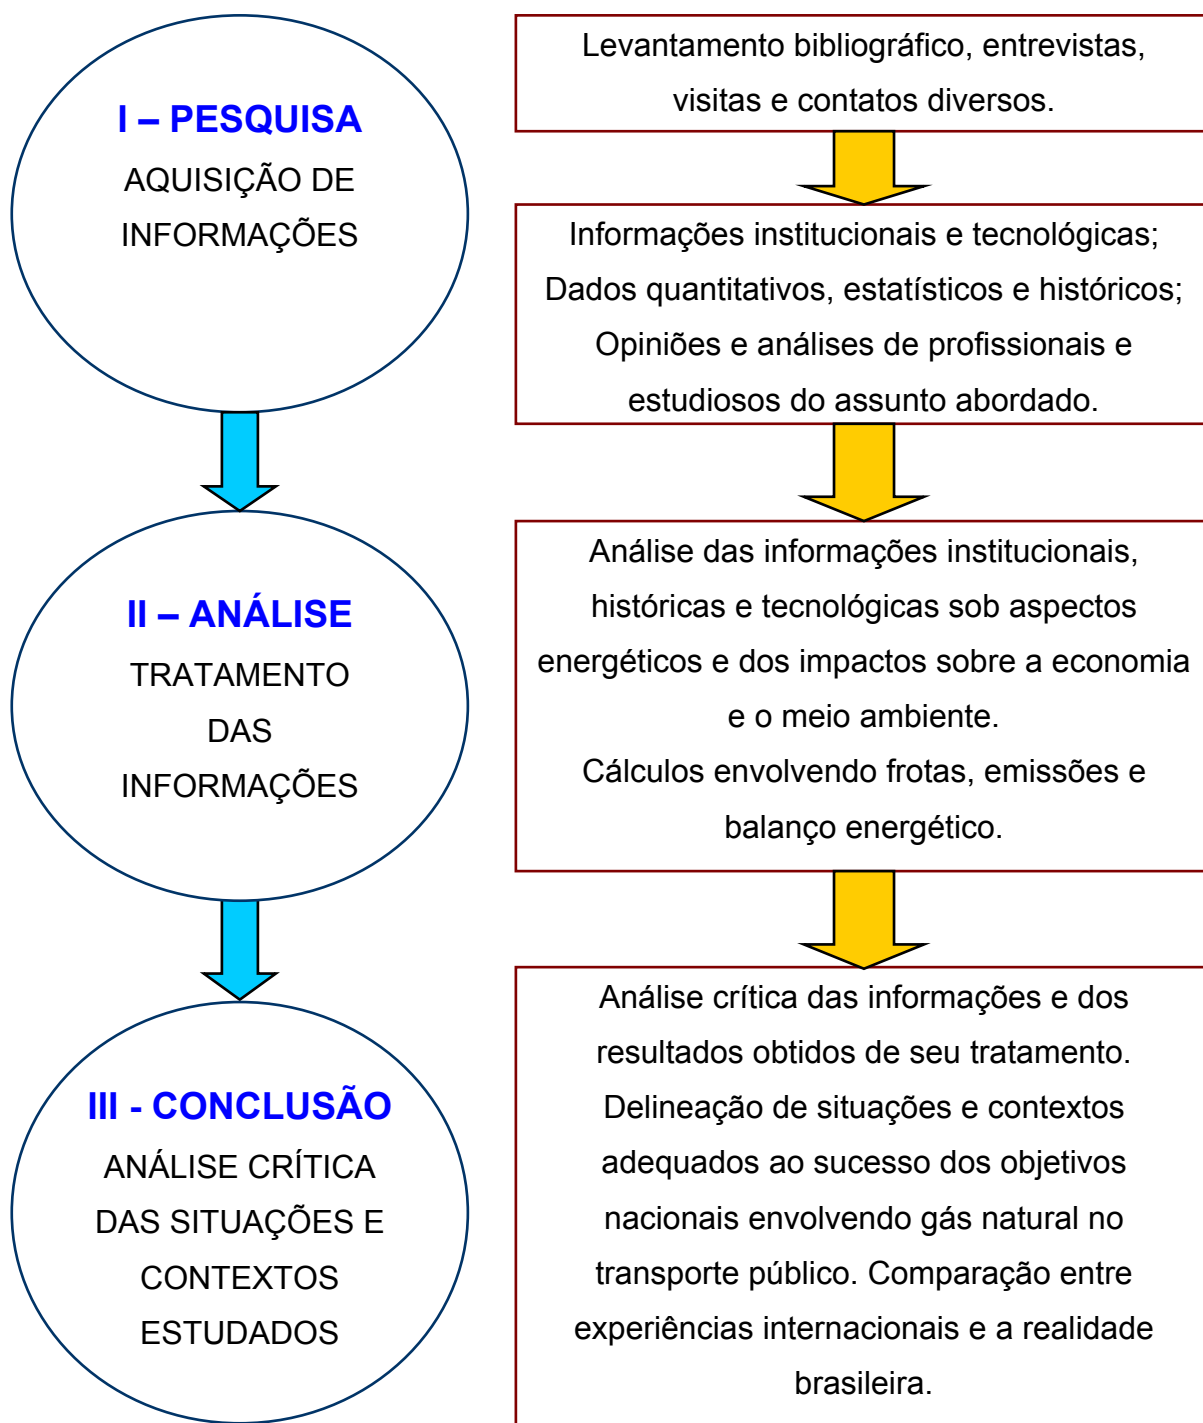 I – PESQUISA
AQUISIÇÃO DE
INFORMAÇÕES
Levantamento bibliográfico, entrevistas,
visitas e contatos diversos.
Informações institucionais e tecnológicas;
Dados quantitativos, estatísticos e históricos;
Opiniões e análises de profissionais e
estudiosos do assunto abordado.
II – ANÁLISE
TRATAMENTO
DAS
INFORMAÇÕES
Análise das informações institucionais,
históricas e tecnológicas sob aspectos
energéticos e dos impactos sobre a economia
e o meio ambiente.
Cálculos envolvendo frotas, emissões e
balanço energético.
III - CONCLUSÃO
ANÁLISE CRÍTICA
DAS SITUAÇÕES E
CONTEXTOS
ESTUDADOS
Análise crítica das informações e dos
resultados obtidos de seu tratamento.
Delineação de situações e contextos
adequados ao sucesso dos objetivos
nacionais envolvendo gás natural no
transporte público. Comparação entre
experiências internacionais e a realidade
brasileira.